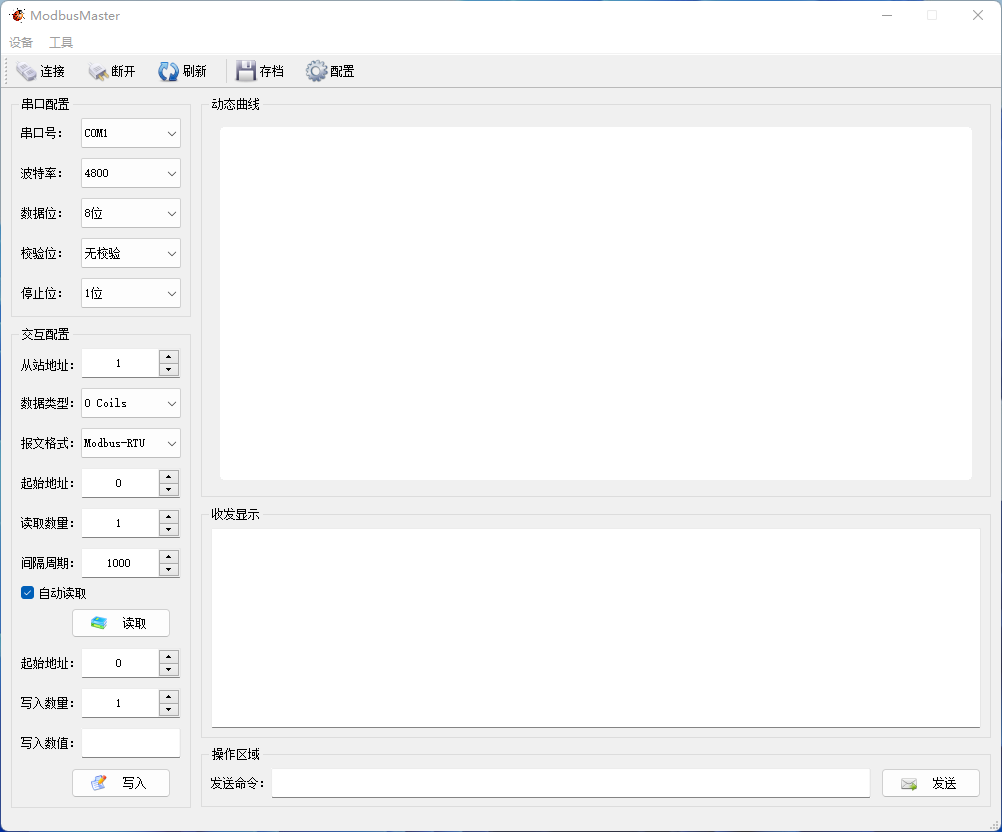 ModbusMaster
设备 工具
连接 断开 刷新 存档 配置
串口配置
串口号： COM1
波特率： 4800
数据位： 8位
校验位： 无校验
停止位： 1位
交互配置
从站地址： 1
数据类型： 0 Coils
报文格式： Modbus-RTU
起始地址： 0
读取数量： 1
间隔周期： 1000
自动读取
读取
起始地址： 0
写入数量： 1
写入数值：
写入
动态曲线
收发显示
操作区域
发送命令： 发送